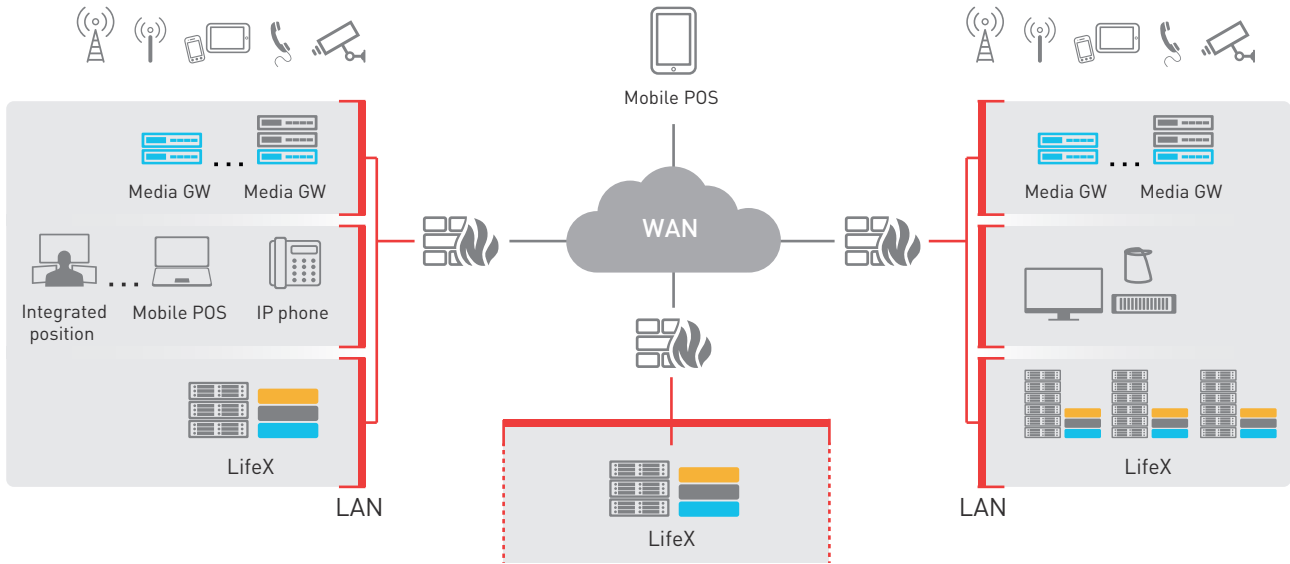 Mobile POS
Media GW
Media GW
Media GW
Media GW
WAN
Integrated
position
Mobile POS
IP phone
LifeX
LifeX
LAN
LAN
LifeX